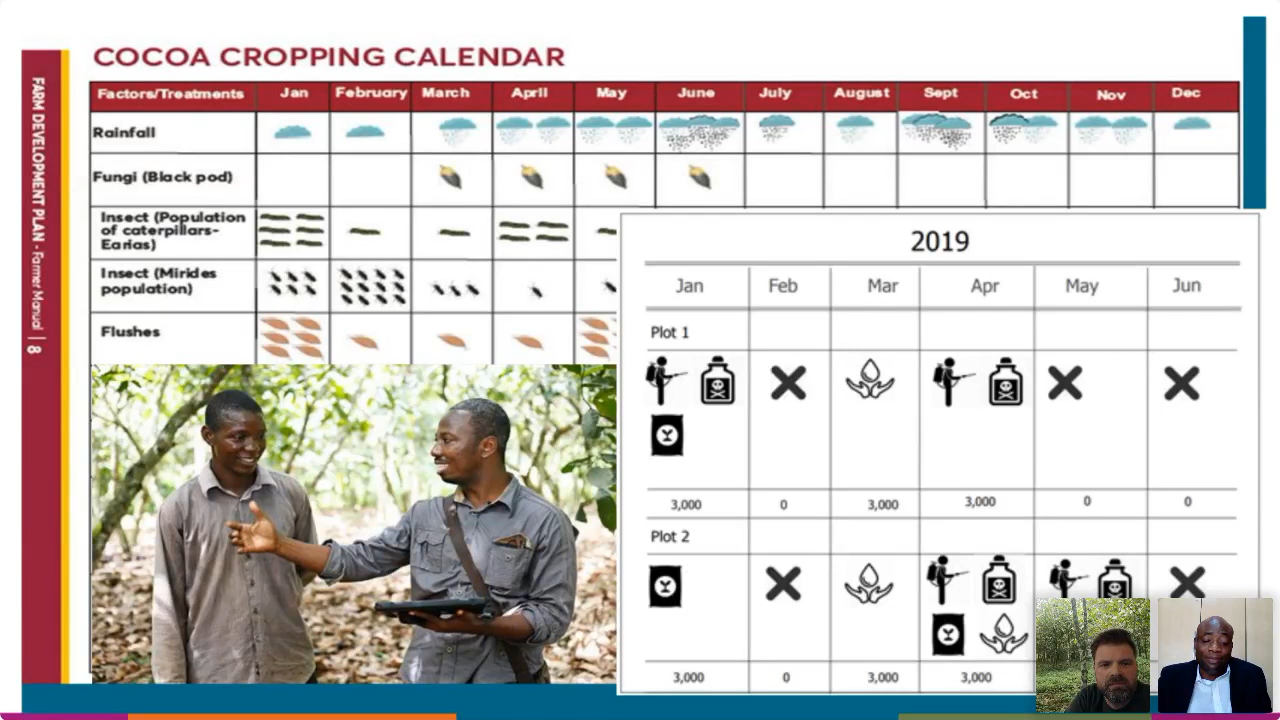 COCOA CROPPING CALENDAR
FARM DEVELOPMENT PLAN - Farmer Manual | 8
Factors/Treatments Jan February March April May June July August Sept Oct Nov Dec
Rainfall
Fungi (Black pod)
Insect (Population
of caterpillars-
Earias)
Insect (Mirides
population)
Flushes
2019
Jan Feb Mar Apr May Jun
Plot 1
3,000 0 3,000 3,000 0 0
Plot 2
3,000 0 3,000 3,000